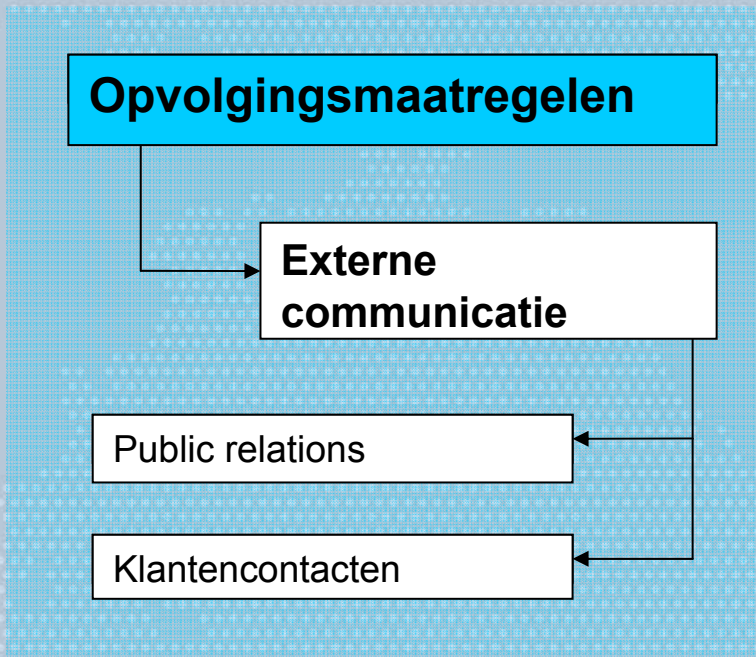 Opvolgingsmaatregelen
Externe
communicatie
Public relations
Klantencontacten